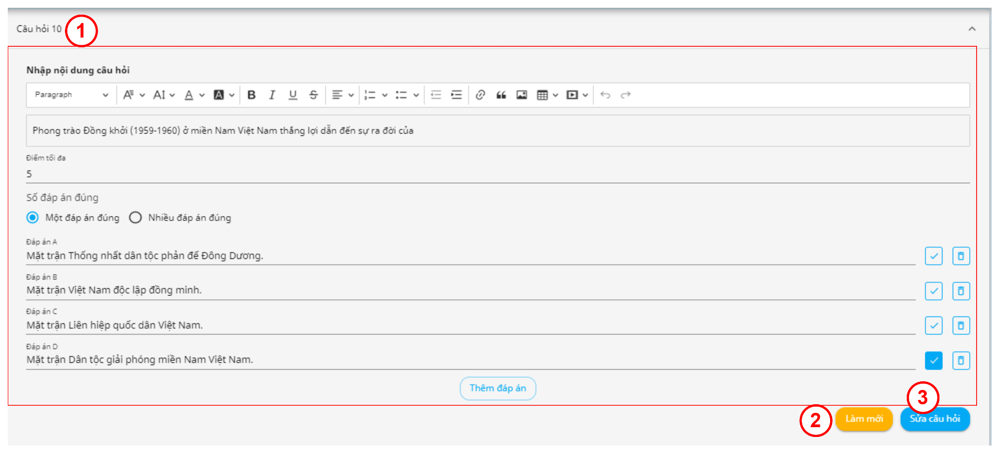 Câu hỏi 10
1
Nhập nội dung câu hỏi
Paragraph
Phong trào Đồng khởi (1959-1960) ở miền Nam Việt Nam thắng lợi dẫn đến sự ra đời của
Điểm tối đa
5
Số đáp án đúng
Một đáp án đúng Nhiều đáp án đúng
Đáp án A
Mặt trận Thống nhất dân tộc phản đế Đông Dương.
Đáp án B
Mặt trận Việt Nam độc lập đồng minh.
Đáp án C
Mặt trận Liên hiệp quốc dân Việt Nam.
Đáp án D
Mặt trận Dân tộc giải phóng miền Nam Việt Nam.
Thêm đáp án
3
2
Làm mới
Sửa câu hỏi